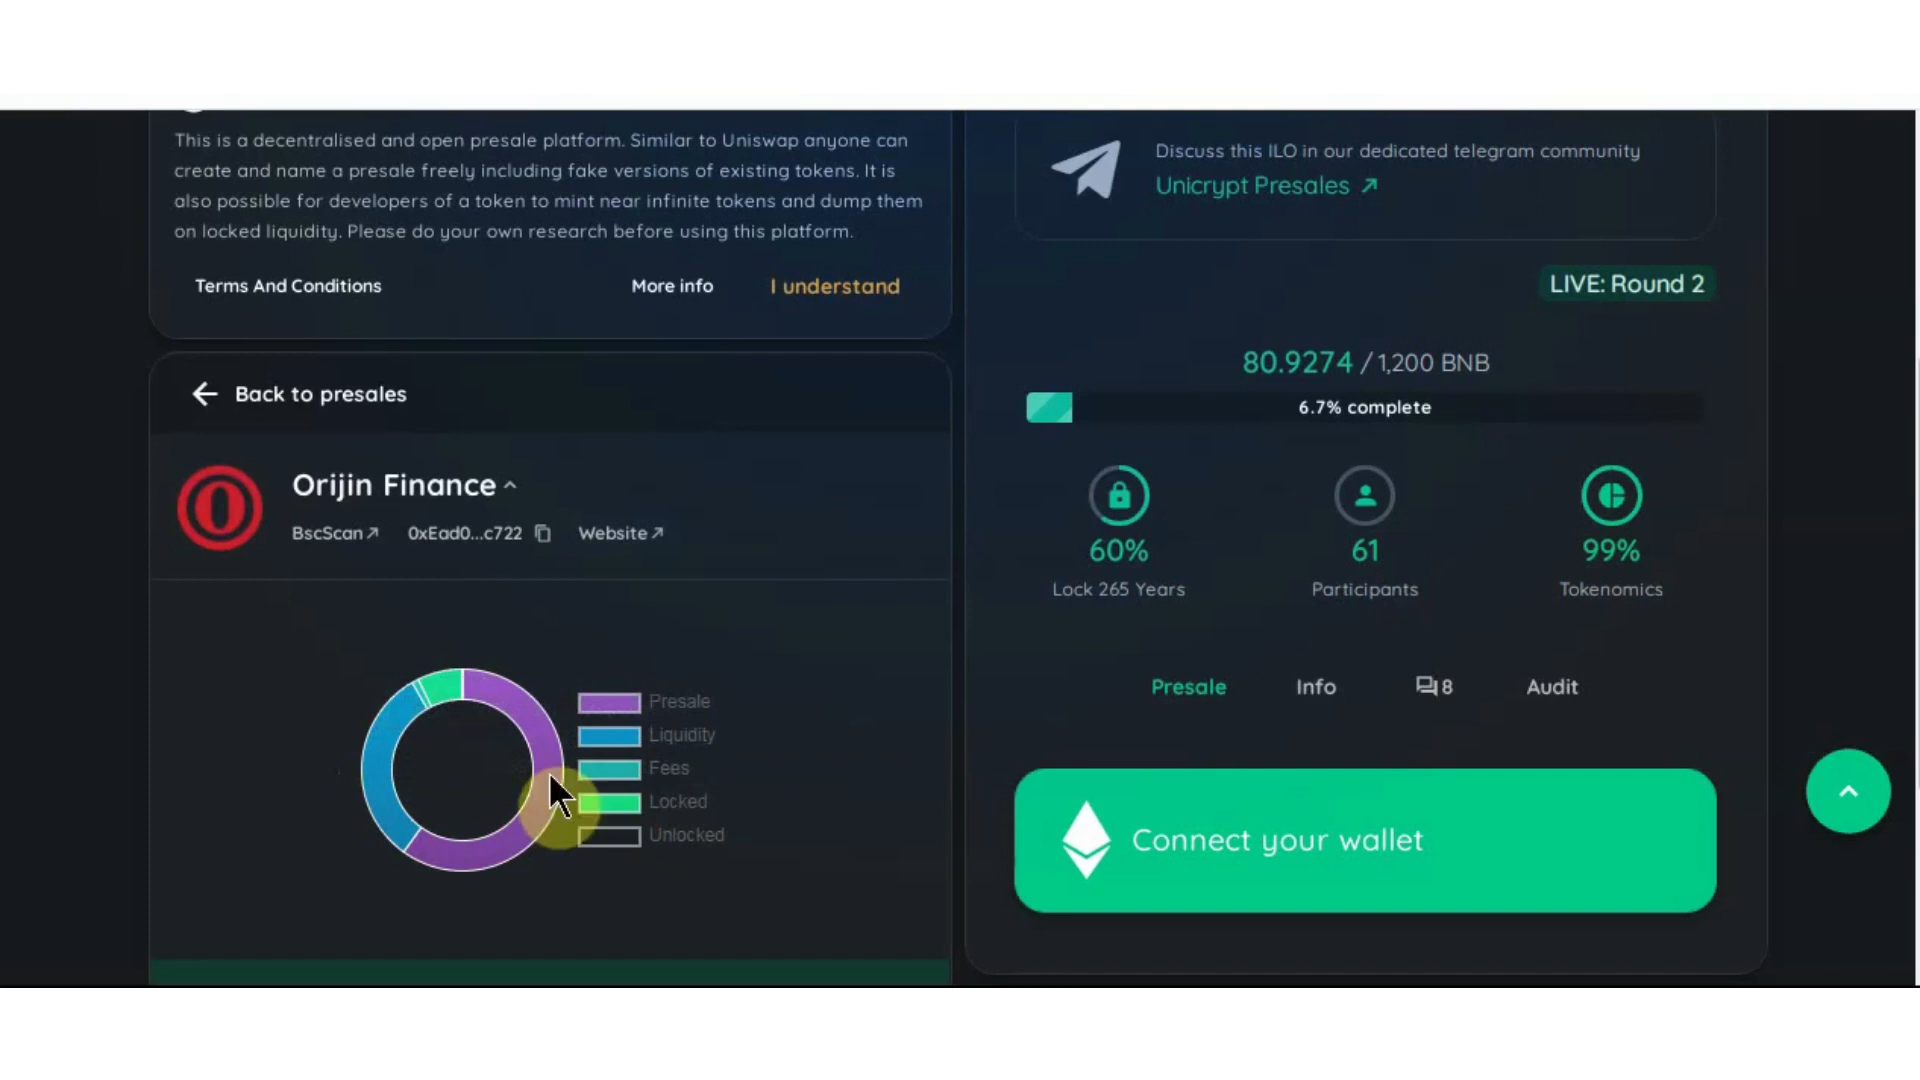 This is a decentralised and open presale platform. Similar to Uniswap anyone can
create and name a presale freely including fake versions of existing tokens. It is
also possible for developers of a token to mint near infinite tokens and dump them
on locked liquidity. Please do your own research before using this platform.
Terms And Conditions
More info
I understand
Back to presales
Orijin Finance
BscScan
0xEad0...c722
Website
Presale
Liquidity
Fees
Locked
Unlocked
Discuss this ILO in our dedicated telegram community
Unicrypt Presales
LIVE: Round 2
80.9274 / 1,200 BNB
6.7% complete
60%
Lock 265 Years
61
Participants
99%
Tokenomics
Presale
Info
8
Audit
Connect your wallet